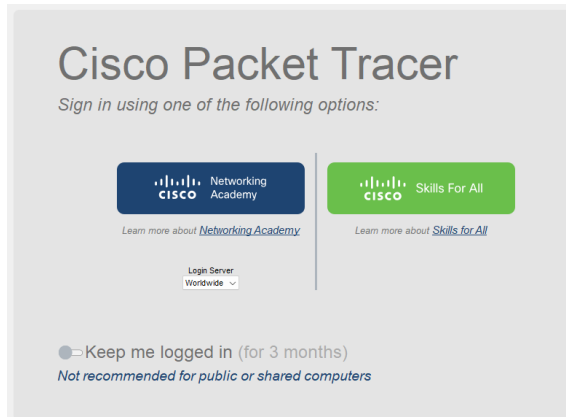 Cisco Packet Tracer
Sign in using one of the following options:
CISCO
Networking
Academy
CISCO
Skills For All
Learn more about Networking Academy
Learn more about Skills for All
Login Server
Worldwide
Keep me logged in (for 3 months)
Not recommended for public or shared computers